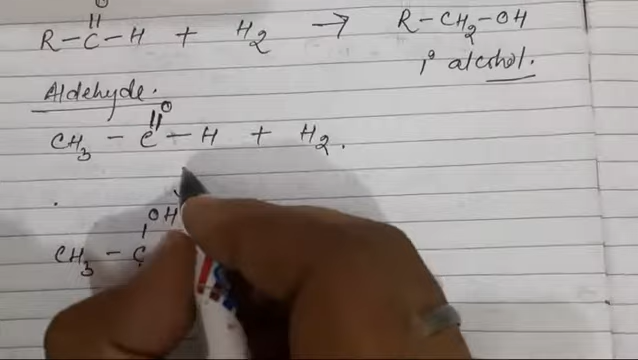 O
||
R-C-H + H2 → R-CH2-OH
1° alcohol.
Aldehyde.
O
||
CH3-C-H + H2.
OH
|
CH3-C